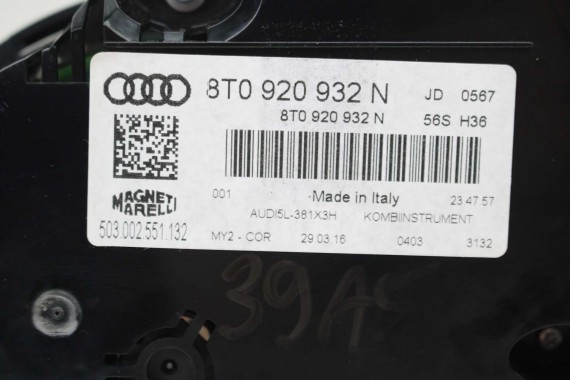 8T0 920 932 N JD 0567
8T0 920 932 N 56S H36
001 Made in Italy 23 47 57
MAGNETI MARELLI
AUDI5L-381X3H KOMBIINSTRUMENT
503.002.551.132
MY2 - COR 29.03.16 0403 3132